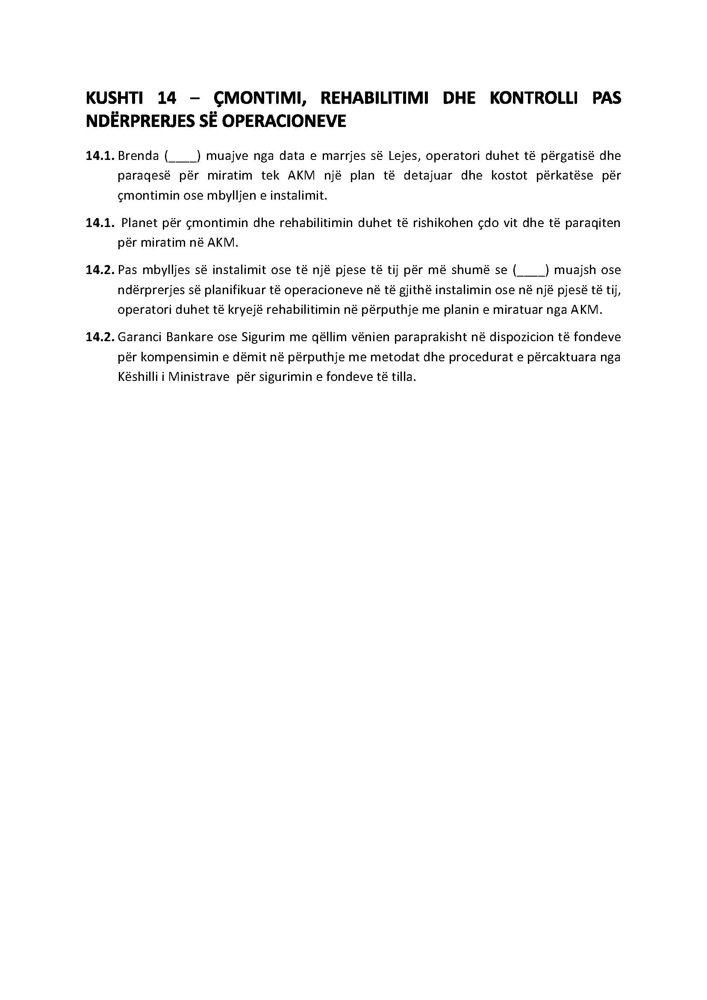 KUSHTI 14 – ÇMONTIMI, REHABILITIMI DHE KONTROLLI PAS
NDËRPRERJES SË OPERACIONEVE
14.1. Brenda (____) muajve nga data e marrjes së Lejes, operatori duhet të përgatisë dhe
paraqesë për miratim tek AKM një plan të detajuar dhe kostot përkatëse për
çmontimin ose mbylljen e instalimit.
14.1. Planet për çmontimin dhe rehabilitimin duhet të rishikohen çdo vit dhe të paraqiten
për miratim në AKM.
14.2. Pas mbylljes së instalimit ose të një pjese të tij për më shumë se (____) muajsh ose
ndërprerjes së planifikuar të operacioneve në të gjithë instalimin ose në një pjesë të tij,
operatori duhet të kryejë rehabilitimin në përputhje me planin e miratuar nga AKM.
14.2. Garanci Bankare ose Sigurim me qëllim vënien paraprakisht në dispozicion të fondeve
për kompensimin e dëmit në përputhje me metodat dhe procedurat e përcaktuara nga
Këshilli i Ministrave për sigurimin e fondeve të tilla.